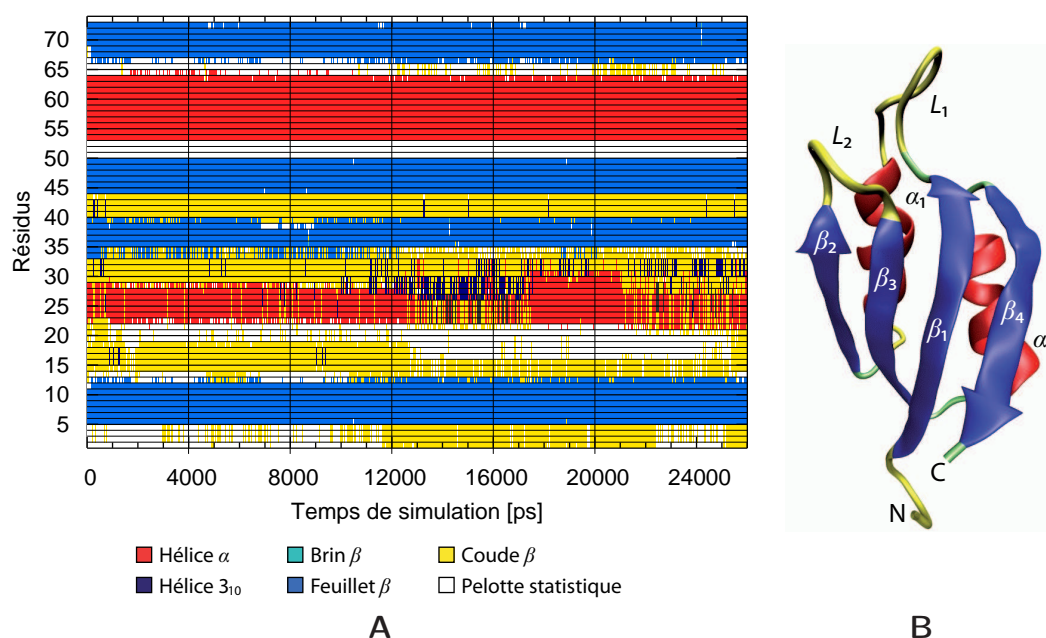 Résidus
70
65
60
55
50
45
40
35
30
25
20
15
10
5
0 4000 8000 12000 16000 20000 24000
Temps de simulation [ps]
Hélice α Brin β Coude β
Hélice 3₁₀ Feuillet β Pelotte statistique
A
L₁
L₂
α₁
β₂
β₃
β₄
β₁
α
C
N
B